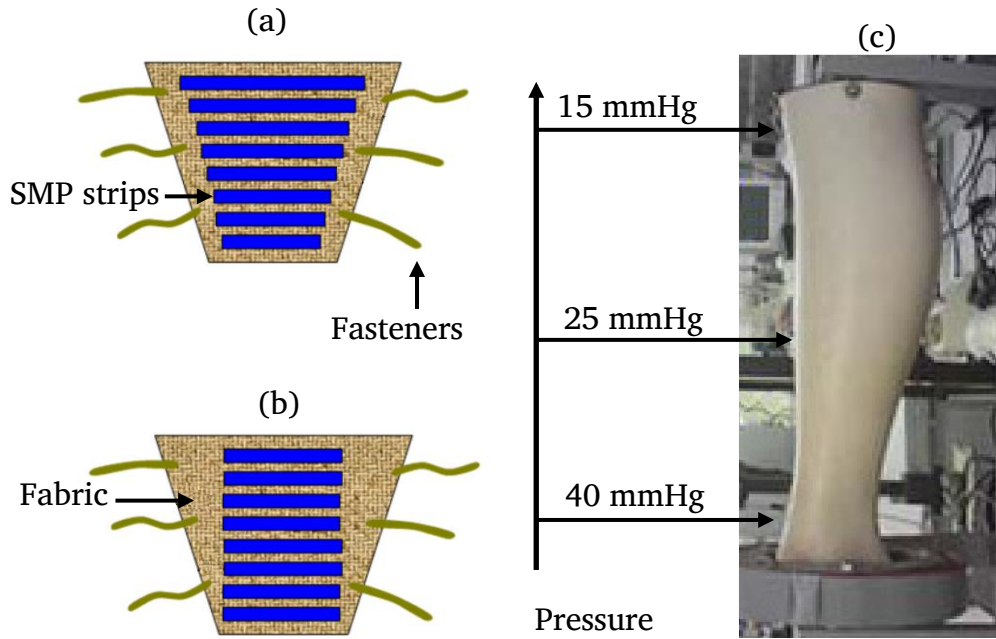 (a)
SMP strips
Fasteners
(b)
Fabric
(c)
15 mmHg
25 mmHg
40 mmHg
Pressure